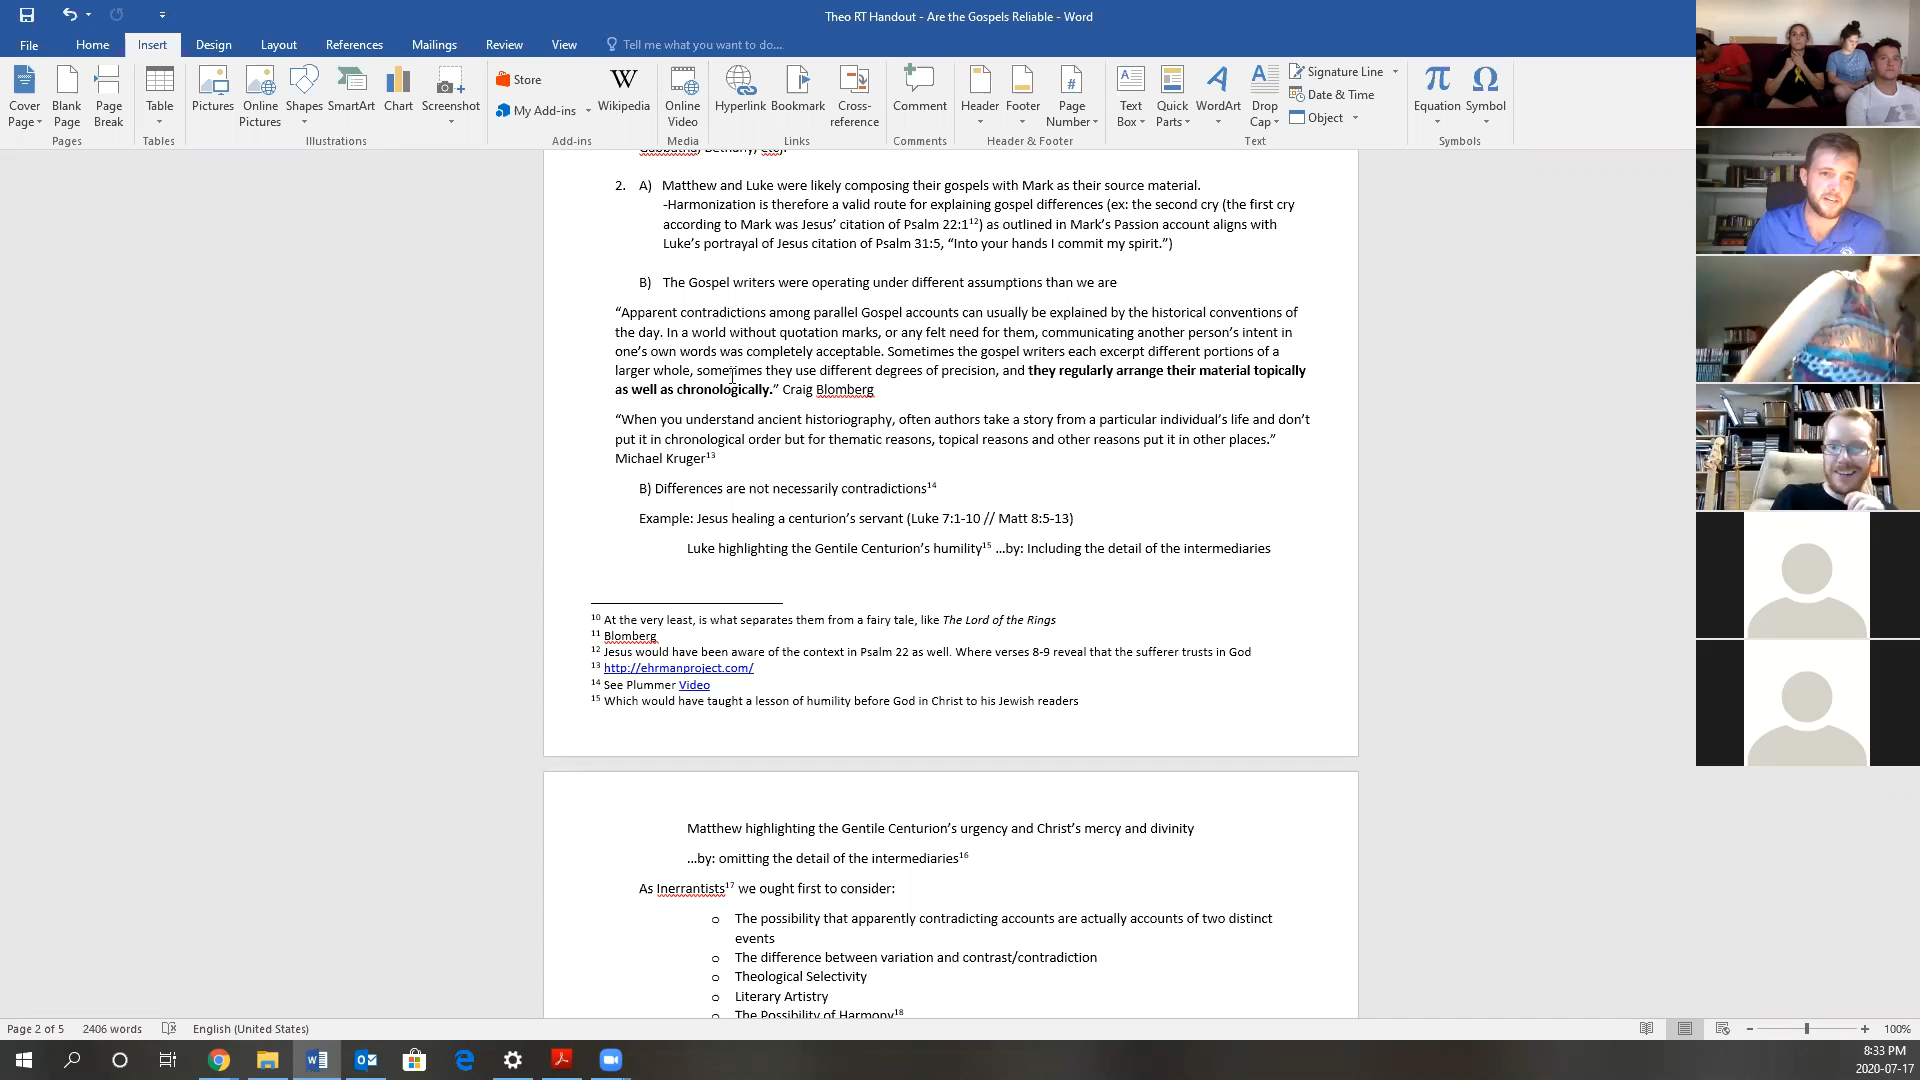 Theo RT Handout - Are the Gospels Reliable - Word
File Home Insert Design Layout References Mailings Review View Tell me what you want to do...
Cover Page Blank Page Page Break
Pages
Table
Tables
Pictures Online Pictures Shapes SmartArt Chart Screenshot
Illustrations
Store
My Add-ins
Wikipedia
Add-ins
Online Video
Media
Hyperlink Bookmark Cross-reference
Links
Comment
Comments
Header Footer Page Number
Header & Footer
Text Box Quick Parts WordArt Drop Cap
Signature Line
Date & Time
Object
Text
Equation Symbol
Symbols
Gabbatha, Bethany, etc).
2. A) Matthew and Luke were likely composing their gospels with Mark as their source material.
-Harmonization is therefore a valid route for explaining gospel differences (ex: the second cry (the first cry
according to Mark was Jesus’ citation of Psalm 22:1¹²) as outlined in Mark’s Passion account aligns with
Luke’s portrayal of Jesus citation of Psalm 31:5, “Into your hands I commit my spirit.”)
B) The Gospel writers were operating under different assumptions than we are
“Apparent contradictions among parallel Gospel accounts can usually be explained by the historical conventions of
the day. In a world without quotation marks, or any felt need for them, communicating another person’s intent in
one’s own words was completely acceptable. Sometimes the gospel writers each excerpt different portions of a
larger whole, sometimes they use different degrees of precision, and they regularly arrange their material topically
as well as chronologically.” Craig Blomberg
“When you understand ancient historiography, often authors take a story from a particular individual’s life and don’t
put it in chronological order but for thematic reasons, topical reasons and other reasons put it in other places.”
Michael Kruger¹³
B) Differences are not necessarily contradictions¹⁴
Example: Jesus healing a centurion’s servant (Luke 7:1-10 // Matt 8:5-13)
Luke highlighting the Gentile Centurion’s humility¹⁵ ...by: Including the detail of the intermediaries
¹⁰ At the very least, is what separates them from a fairy tale, like The Lord of the Rings
¹¹ Blomberg
¹² Jesus would have been aware of the context in Psalm 22 as well. Where verses 8-9 reveal that the sufferer trusts in God
¹³ http://ehrmanproject.com/
¹⁴ See Plummer Video
¹⁵ Which would have taught a lesson of humility before God in Christ to his Jewish readers
Matthew highlighting the Gentile Centurion’s urgency and Christ’s mercy and divinity
...by: omitting the detail of the intermediaries¹⁶
As Inerrantists¹⁷ we ought first to consider:
o The possibility that apparently contradicting accounts are actually accounts of two distinct
events
o The difference between variation and contrast/contradiction
o Theological Selectivity
o Literary Artistry
o The Possibility of Harmony¹⁸
Page 2 of 5 2406 words English (United States) 100%
8:33 PM
2020-07-17